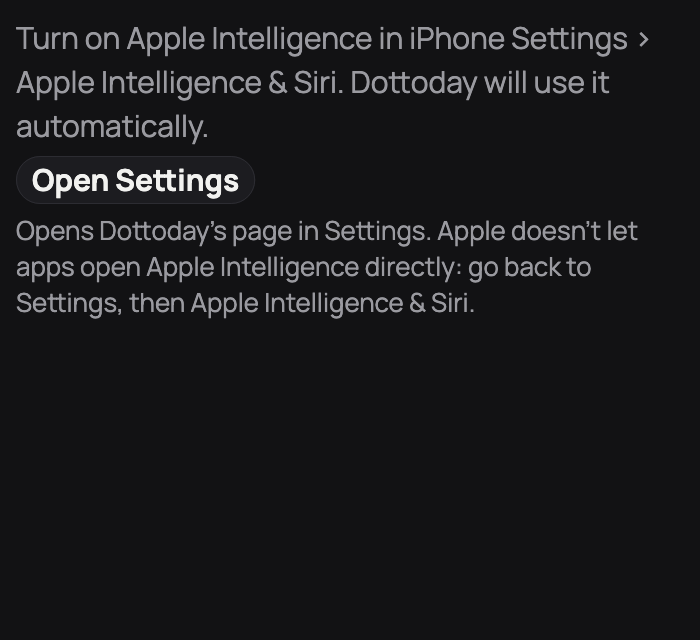 Turn on Apple Intelligence in iPhone Settings ›
Apple Intelligence & Siri. Dottoday will use it
automatically.
Open Settings
Opens Dottoday’s page in Settings. Apple doesn’t let
apps open Apple Intelligence directly: go back to
Settings, then Apple Intelligence & Siri.